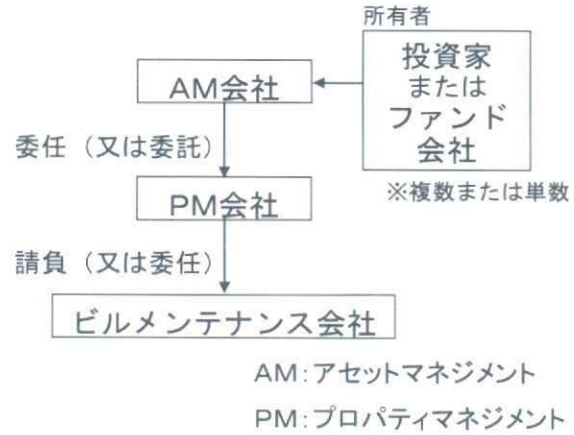 所有者
投資家
または
ファンド
会社
※複数または単数
AM会社
委任（又は委託）
PM会社
請負（又は委任）
ビルメンテナンス会社
AM:アセットマネジメント
PM:プロパティマネジメント